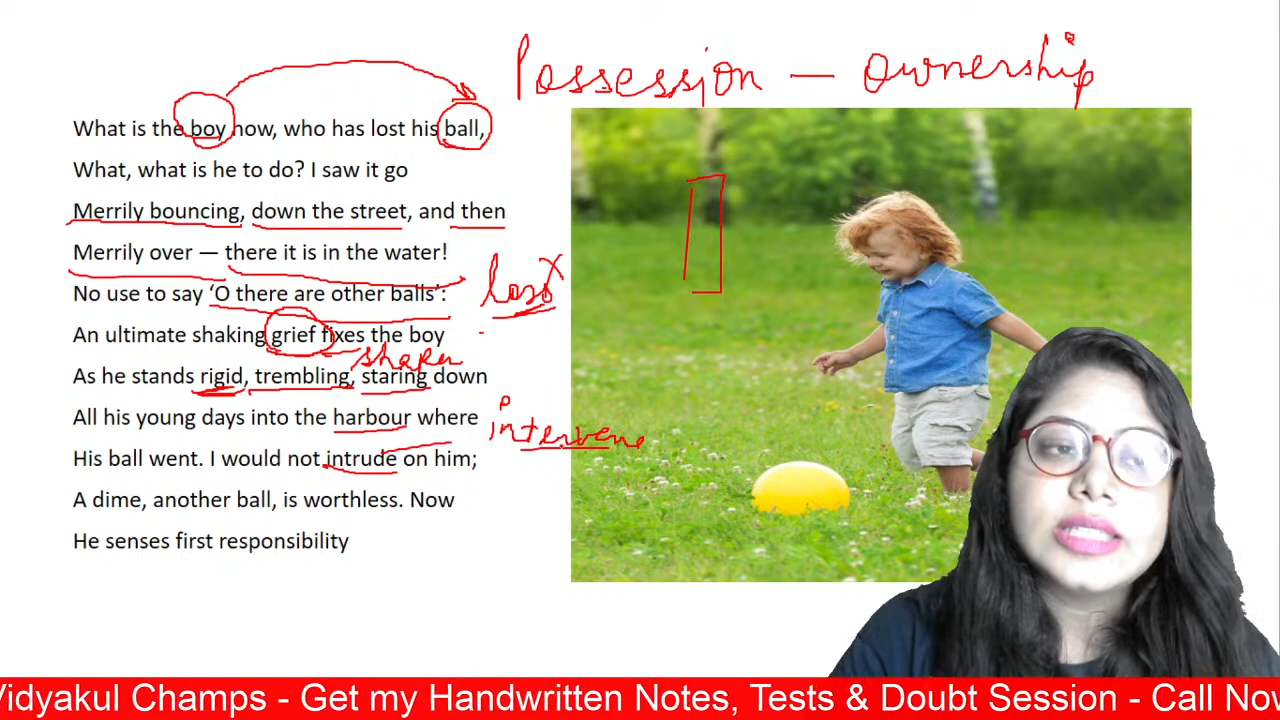 Possession — Ownership
What is the boy now, who has lost his ball,
What, what is he to do? I saw it go
Merrily bouncing, down the street, and then
Merrily over — there it is in the water!
No use to say ‘O there are other balls’:
lost
An ultimate shaking grief fixes the boy
shaken
As he stands rigid, trembling, staring down
All his young days into the harbour where
intervene
His ball went. I would not intrude on him;
A dime, another ball, is worthless. Now
He senses first responsibility
Vidyakul Champs - Get my Handwritten Notes, Tests & Doubt Session - Call Now